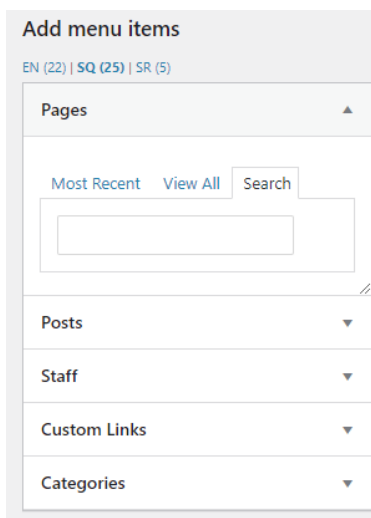 Add menu items
EN (22) | SQ (25) | SR (5)
Pages
Most Recent View All Search
Posts
Staff
Custom Links
Categories